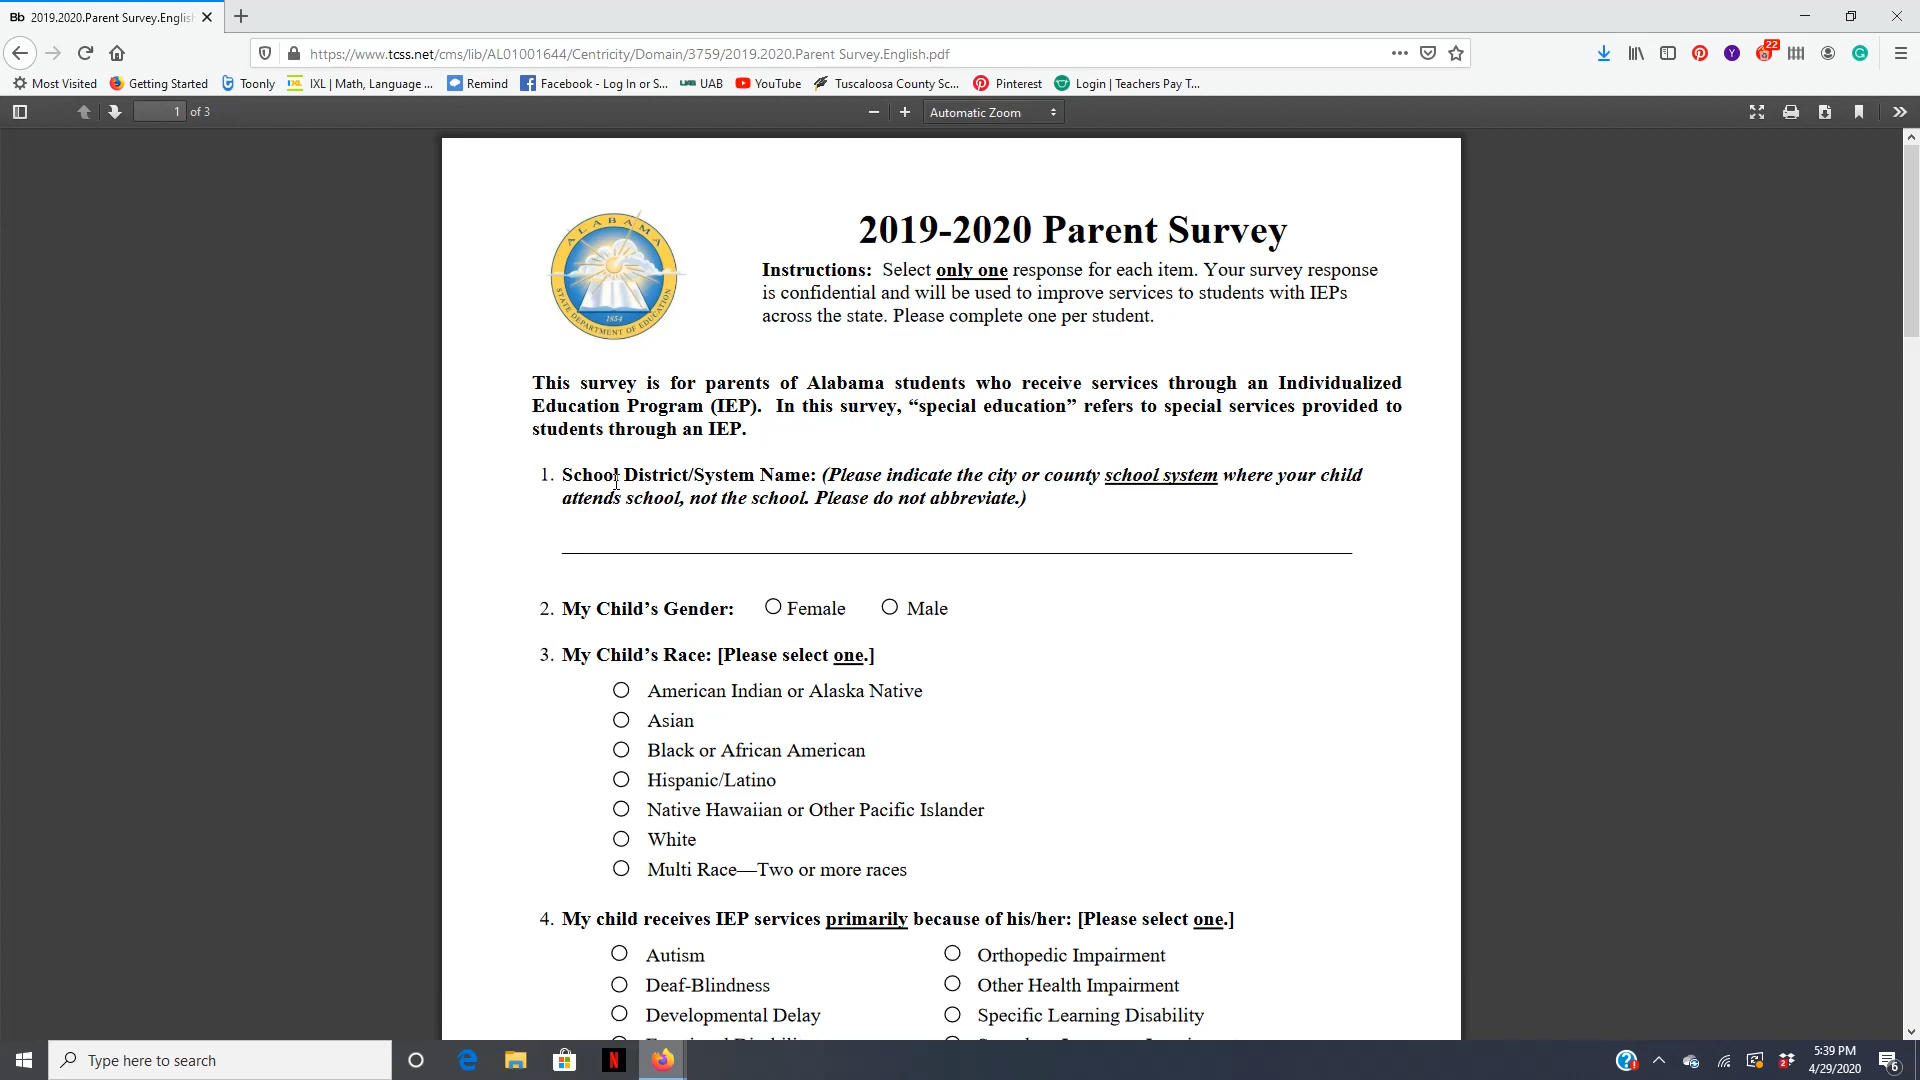 Bb 2019.2020.Parent Survey.Englis
https://www.tcss.net/cms/lib/AL01001644/Centricity/Domain/3759/2019.2020.Parent Survey.English.pdf
22
Most Visited Getting Started Toonly IXL | Math, Language ... Remind Facebook - Log In or S... UAB YouTube Tuscaloosa County Sc... Pinterest Login | Teachers Pay T...
1 of 3 Automatic Zoom
2019-2020 Parent Survey
ALABAMA
STATE DEPARTMENT OF EDUCATION
1854
Instructions: Select only one response for each item. Your survey response
is confidential and will be used to improve services to students with IEPs
across the state. Please complete one per student.
This survey is for parents of Alabama students who receive services through an Individualized
Education Program (IEP). In this survey, “special education” refers to special services provided to
students through an IEP.
1. School District/System Name: (Please indicate the city or county school system where your child
attends school, not the school. Please do not abbreviate.)
2. My Child’s Gender: Female Male
3. My Child’s Race: [Please select one.]
American Indian or Alaska Native
Asian
Black or African American
Hispanic/Latino
Native Hawaiian or Other Pacific Islander
White
Multi Race—Two or more races
4. My child receives IEP services primarily because of his/her: [Please select one.]
Autism Orthopedic Impairment
Deaf-Blindness Other Health Impairment
Developmental Delay Specific Learning Disability
Type here to search
5:39 PM
4/29/2020
6